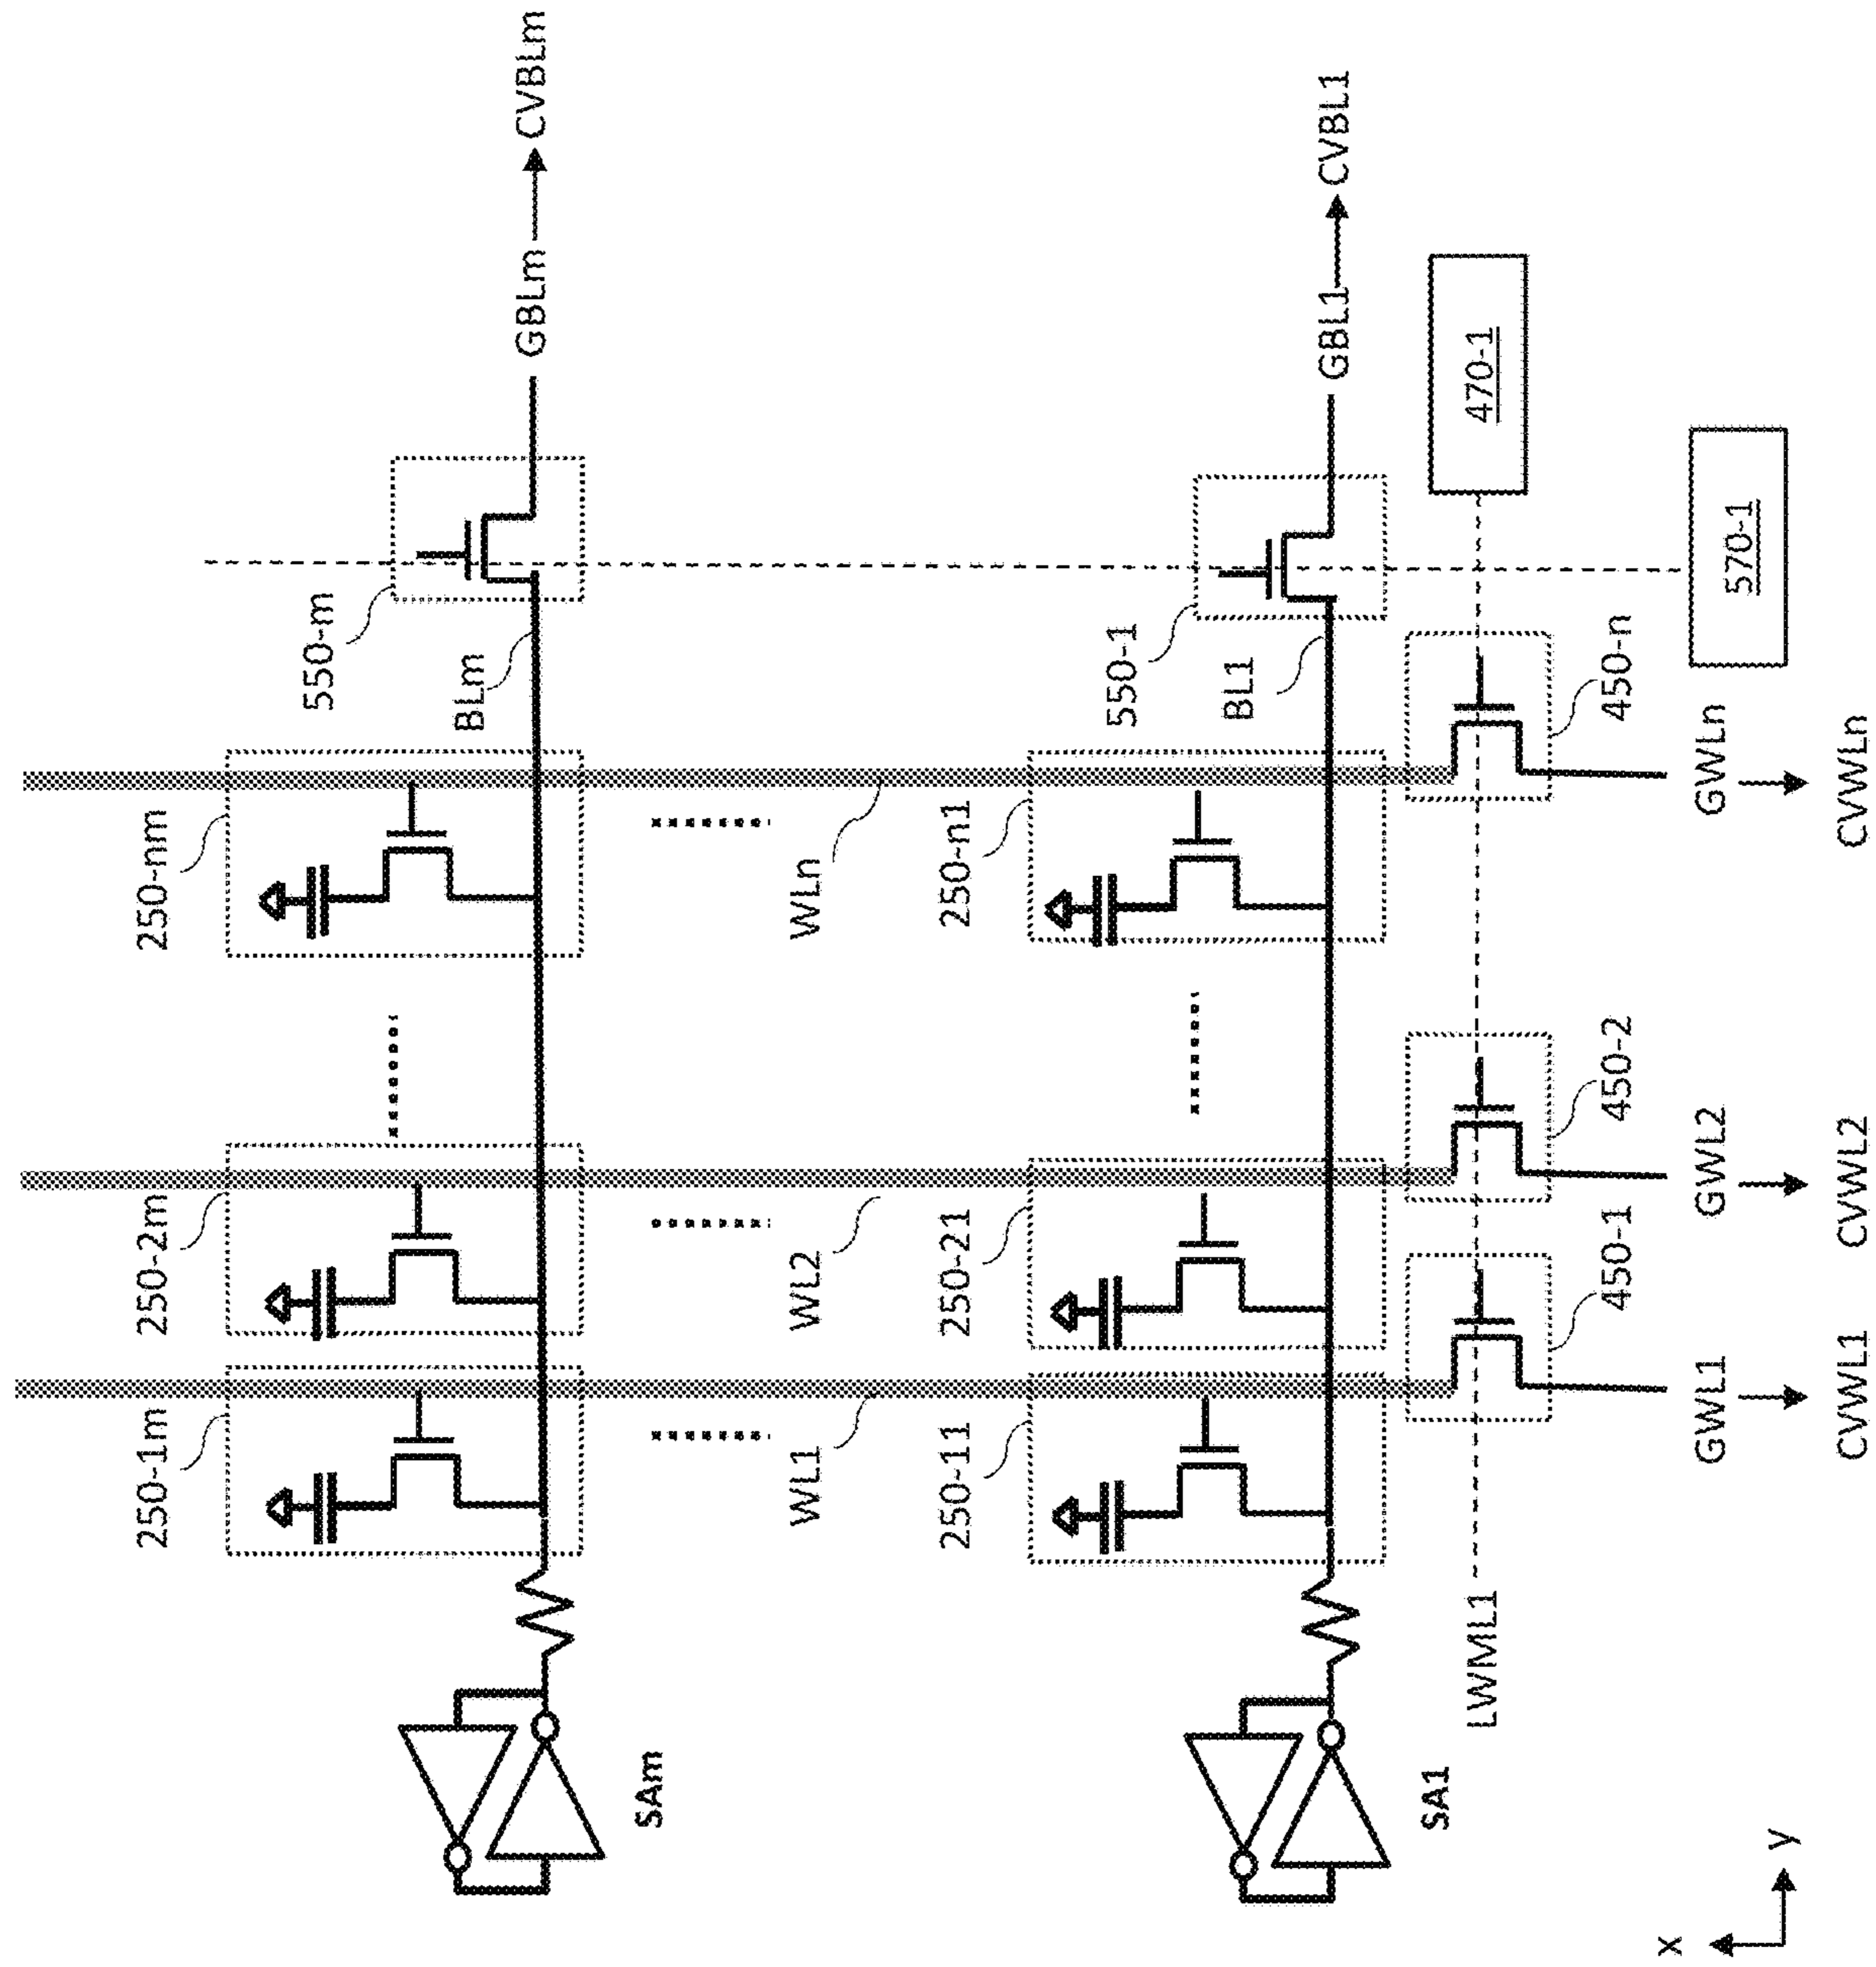 CVBLm
GBLm
550-m
BLm
250-nm
250-2m
250-1m
SAm
WLn
WL2
WL1
CVBL1
GBL1
550-1
BL1
250-n1
250-21
250-11
SA1
470-1
570-1
LWML1
450-n
450-2
450-1
GWLn
GWL2
GWL1
CVWLn
CVWL2
CVWL1
x
y